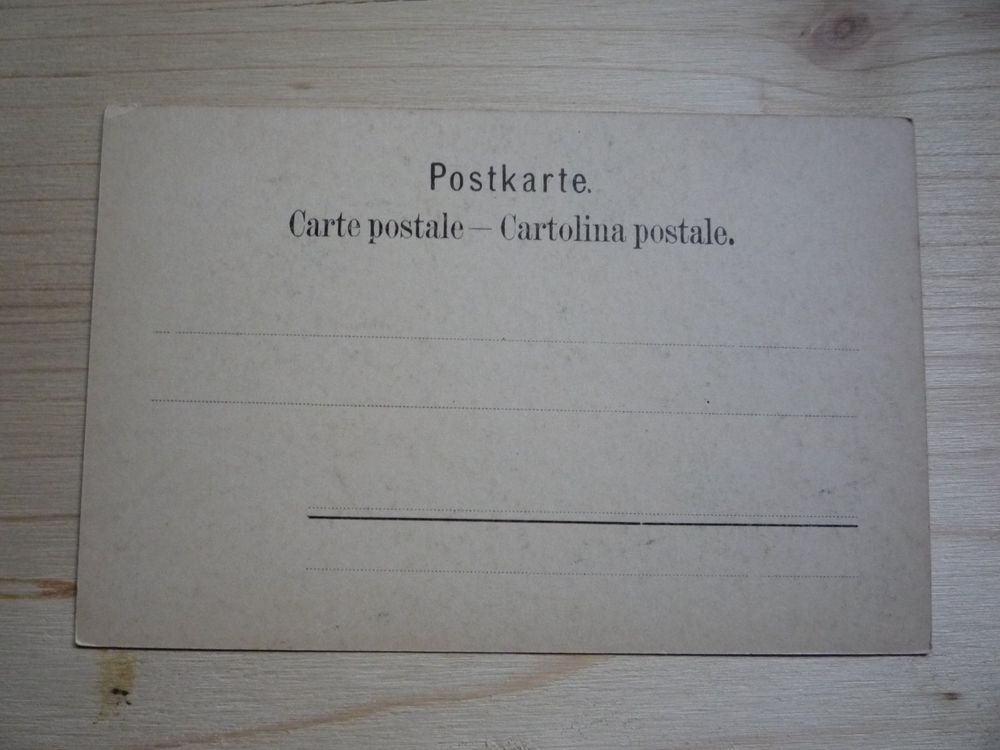 Postkarte.
Carte postale — Cartolina postale.